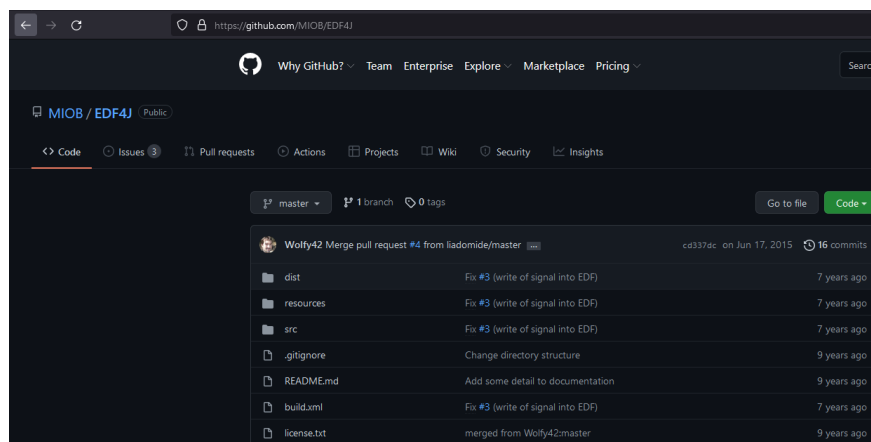 https://github.com/MIOB/EDF4J
Why GitHub? Team Enterprise Explore Marketplace Pricing
MIOB / EDF4J Public
<> Code Issues 3 Pull requests Actions Projects Wiki Security Insights
master 1 branch 0 tags Go to file Code
Wolfy42 Merge pull request #4 from liadomide/master ... cd337dc on Jun 17, 2015 16 commits
dist Fix #3 (write of signal into EDF) 7 years ago
resources Fix #3 (write of signal into EDF) 7 years ago
src Fix #3 (write of signal into EDF) 7 years ago
.gitignore Change directory structure 9 years ago
README.md Add some detail to documentation 9 years ago
build.xml Fix #3 (write of signal into EDF) 7 years ago
license.txt merged from Wolfy42:master 9 years ago